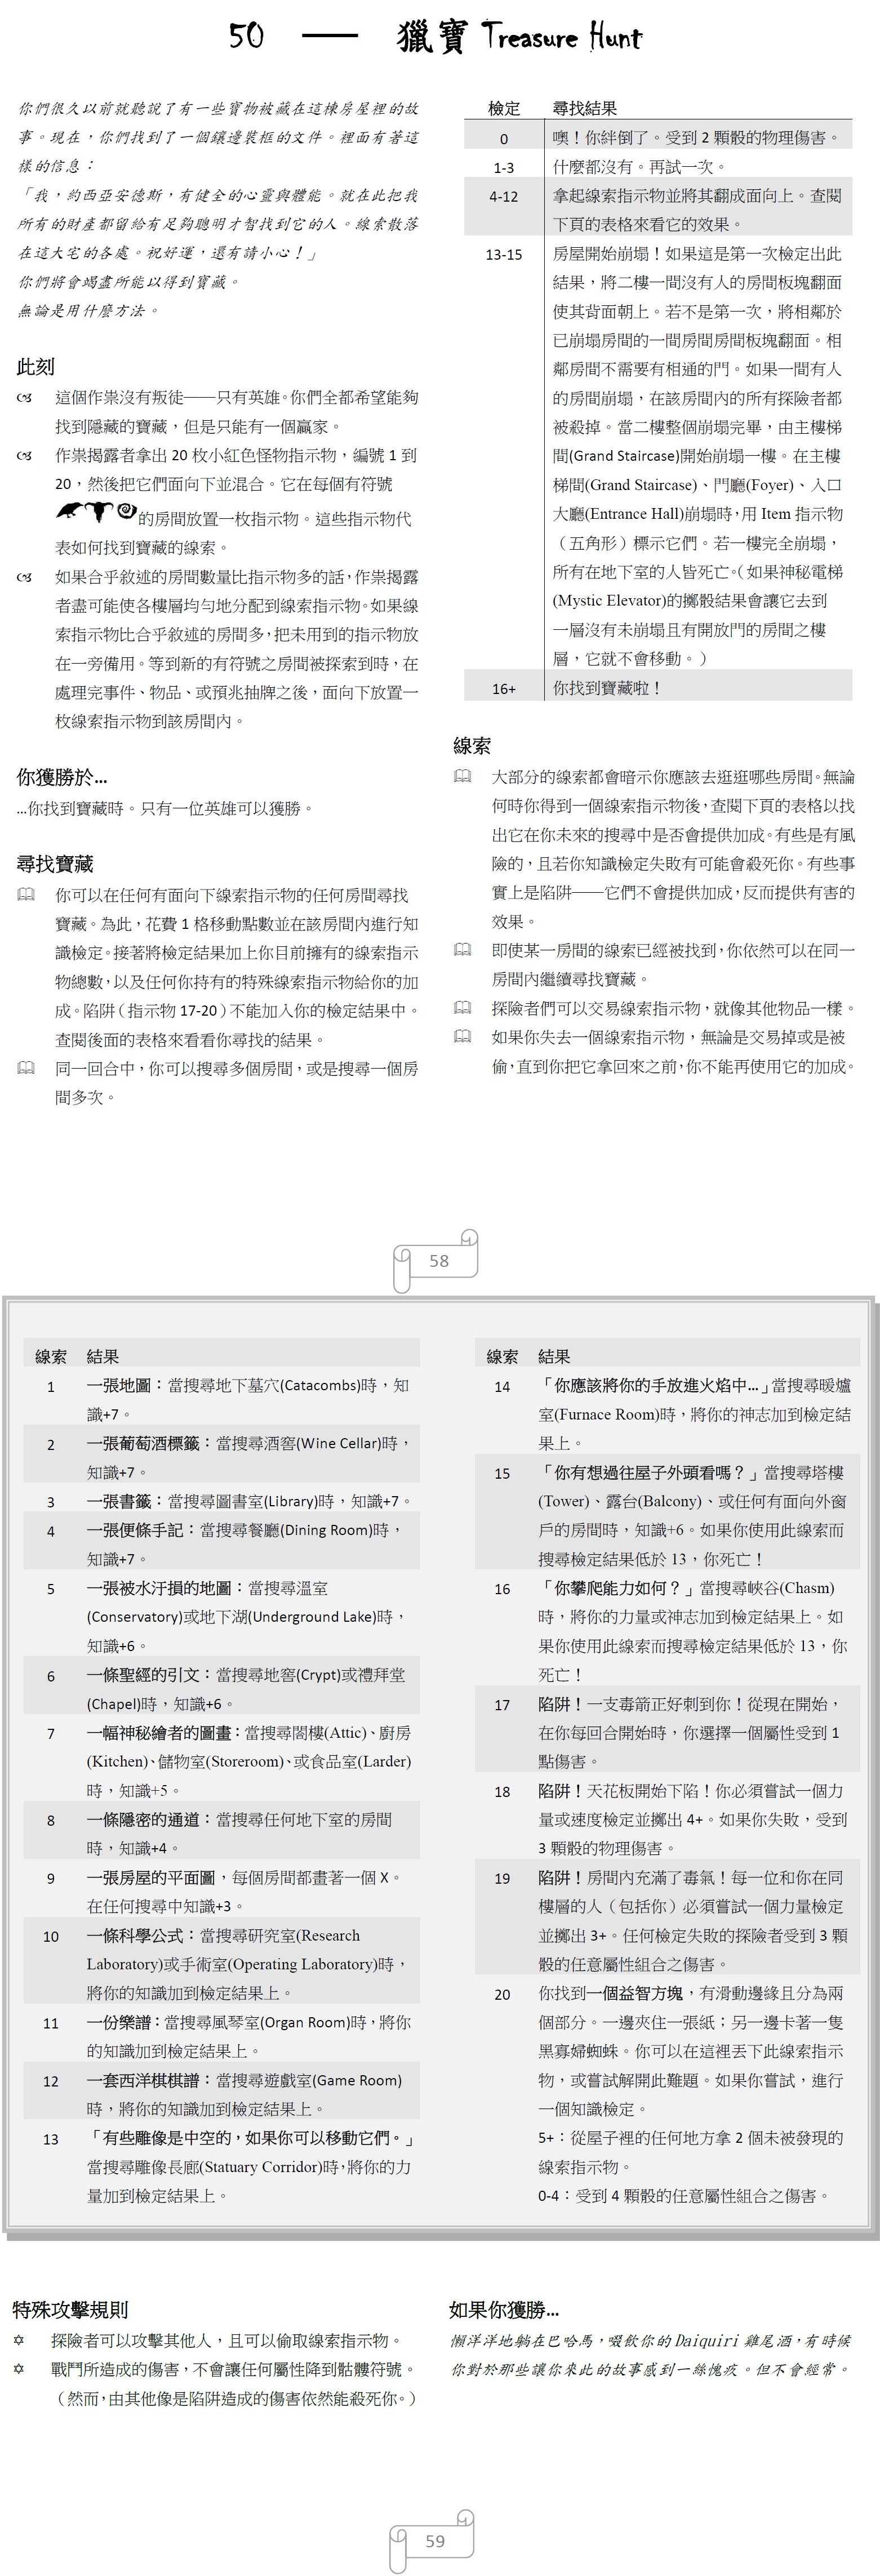 50 — 獵寶 Treasure Hunt
你們很久以前就聽說了有一些寶物被藏在這棟房屋裡的故
事。現在，你們找到了一個鑲邊裝框的文件。裡面有著這
樣的信息：
「我，約西亞安德斯，有健全的心靈與體能。就在此把我
所有的財產都留給有足夠聰明才智找到它的人。線索散落
在這大宅的各處。祝好運，還有請小心！」
你們將會竭盡所能以得到寶藏。
無論是用什麼方法。
此刻
這個作祟沒有叛徒——只有英雄。你們全都希望能夠
找到隱藏的寶藏，但是只能有一個贏家。
作祟揭露者拿出 20 枚小紅色怪物指示物，編號 1 到
20，然後把它們面向下並混合。它在每個有符號
的房間放置一枚指示物。這些指示物代
表如何找到寶藏的線索。
如果合乎敘述的房間數量比指示物多的話，作祟揭露
者盡可能使各樓層均勻地分配到線索指示物。如果線
索指示物比合乎敘述的房間多，把未用到的指示物放
在一旁備用。等到新的有符號之房間被探索到時，在
處理完事件、物品、或預兆抽牌之後，面向下放置一
枚線索指示物到該房間內。
你獲勝於...
...你找到寶藏時。只有一位英雄可以獲勝。
尋找寶藏
你可以在任何有面向下線索指示物的任何房間尋找
寶藏。為此，花費 1 格移動點數並在該房間內進行知
識檢定。接著將檢定結果加上你目前擁有的線索指示
物總數，以及任何你持有的特殊線索指示物給你的加
成。陷阱（指示物 17-20）不能加入你的檢定結果中。
查閱後面的表格來看看你尋找的結果。
同一回合中，你可以搜尋多個房間，或是搜尋一個房
間多次。
檢定 尋找結果
0 噢！你絆倒了。受到 2 顆骰的物理傷害。
1-3 什麼都沒有。再試一次。
4-12 拿起線索指示物並將其翻成面向上。查閱
下頁的表格來看它的效果。
13-15 房屋開始崩塌！如果這是第一次檢定出此
結果，將二樓一間沒有人的房間板塊翻面
使其背面朝上。若不是第一次，將相鄰於
已崩塌房間的一間房間房間板塊翻面。相
鄰房間不需要有相通的門。如果一間有人
的房間崩塌，在該房間內的所有探險者都
被殺掉。當二樓整個崩塌完畢，由主樓梯
間(Grand Staircase)開始崩塌一樓。在主樓
梯間(Grand Staircase)、門廳(Foyer)、入口
大廳(Entrance Hall)崩塌時，用 Item 指示物
（五角形）標示它們。若一樓完全崩塌，
所有在地下室的人皆死亡。（如果神秘電梯
(Mystic Elevator)的擲骰結果會讓它去到
一層沒有未崩塌且有開放門的房間之樓
層，它就不會移動。）
16+ 你找到寶藏啦！
線索
大部分的線索都會暗示你應該去逛逛哪些房間。無論
何時你得到一個線索指示物後，查閱下頁的表格以找
出它在你未來的搜尋中是否會提供加成。有些是有風
險的，且若你知識檢定失敗有可能會殺死你。有些事
實上是陷阱——它們不會提供加成，反而提供有害的
效果。
即使某一房間的線索已經被找到，你依然可以在同一
房間內繼續尋找寶藏。
探險者們可以交易線索指示物，就像其他物品一樣。
如果你失去一個線索指示物，無論是交易掉或是被
偷，直到你把它拿回來之前，你不能再使用它的加成。
58
線索 結果
1 一張地圖：當搜尋地下墓穴(Catacombs)時，知
識+7。
2 一張葡萄酒標籤：當搜尋酒窖(Wine Cellar)時，
知識+7。
3 一張書籤：當搜尋圖書室(Library)時，知識+7。
4 一張便條手記：當搜尋餐廳(Dining Room)時，
知識+7。
5 一張被水汙損的地圖：當搜尋溫室
(Conservatory)或地下湖(Underground Lake)時，
知識+6。
6 一條聖經的引文：當搜尋地窖(Crypt)或禮拜堂
(Chapel)時，知識+6。
7 一幅神秘繪者的圖畫：當搜尋閣樓(Attic)、廚房
(Kitchen)、儲物室(Storeroom)、或食品室(Larder)
時，知識+5。
8 一條隱密的通道：當搜尋任何地下室的房間
時，知識+4。
9 一張房屋的平面圖，每個房間都畫著一個 X。
在任何搜尋中知識+3。
10 一條科學公式：當搜尋研究室(Research
Laboratory)或手術室(Operating Laboratory)時，
將你的知識加到檢定結果上。
11 一份樂譜：當搜尋風琴室(Organ Room)時，將你
的知識加到檢定結果上。
12 一套西洋棋棋譜：當搜尋遊戲室(Game Room)
時，將你的知識加到檢定結果上。
13 「有些雕像是中空的，如果你可以移動它們。」
當搜尋雕像長廊(Statuary Corridor)時，將你的力
量加到檢定結果上。
線索 結果
14 「你應該將你的手放進火焰中...」當搜尋暖爐
室(Furnace Room)時，將你的神志加到檢定結
果上。
15 「你有想過往屋子外頭看嗎？」當搜尋塔樓
(Tower)、露台(Balcony)、或任何有面向外窗
戶的房間時，知識+6。如果你使用此線索而
搜尋檢定結果低於 13，你死亡！
16 「你攀爬能力如何？」當搜尋峽谷(Chasm)
時，將你的力量或神志加到檢定結果上。如
果你使用此線索而搜尋檢定結果低於 13，你
死亡！
17 陷阱！一支毒箭正好刺到你！從現在開始，
在你每回合開始時，你選擇一個屬性受到 1
點傷害。
18 陷阱！天花板開始下陷！你必須嘗試一個力
量或速度檢定並擲出 4+。如果你失敗，受到
3 顆骰的物理傷害。
19 陷阱！房間內充滿了毒氣！每一位和你在同
樓層的人（包括你）必須嘗試一個力量檢定
並擲出 3+。任何檢定失敗的探險者受到 3 顆
骰的任意屬性組合之傷害。
20 你找到一個益智方塊，有滑動邊緣且分為兩
個部分。一邊夾住一張紙；另一邊卡著一隻
黑寡婦蜘蛛。你可以在這裡丟下此線索指示
物，或嘗試解開此難題。如果你嘗試，進行
一個知識檢定。
5+：從屋子裡的任何地方拿 2 個未被發現的
線索指示物。
0-4：受到 4 顆骰的任意屬性組合之傷害。
特殊攻擊規則
探險者可以攻擊其他人，且可以偷取線索指示物。
戰鬥所造成的傷害，不會讓任何屬性降到骷髏符號。
（然而，由其他像是陷阱造成的傷害依然能殺死你。）
如果你獲勝...
懶洋洋地躺在巴哈馬，啜飲你的 Daiquiri 雞尾酒，有時候
你對於那些讓你來此的故事感到一絲愧疚。但不會經常。
59